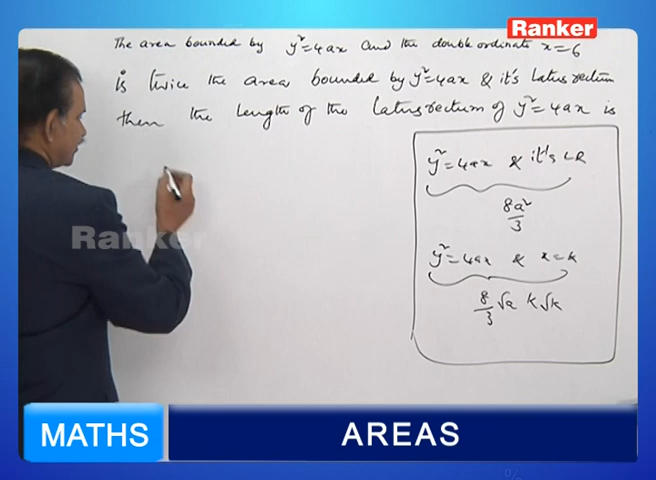 Ranker
The area bounded by y²=4ax and the double ordinate x=6
is twice the area bounded by y²=4ax & it's Latus rectum
then the length of the Latus rectum of y²=4ax is
y²=4ax & it's LR
8a²/3
y²=4ax & x=k
8/3 √a k√k
Ranker
MATHS
AREAS